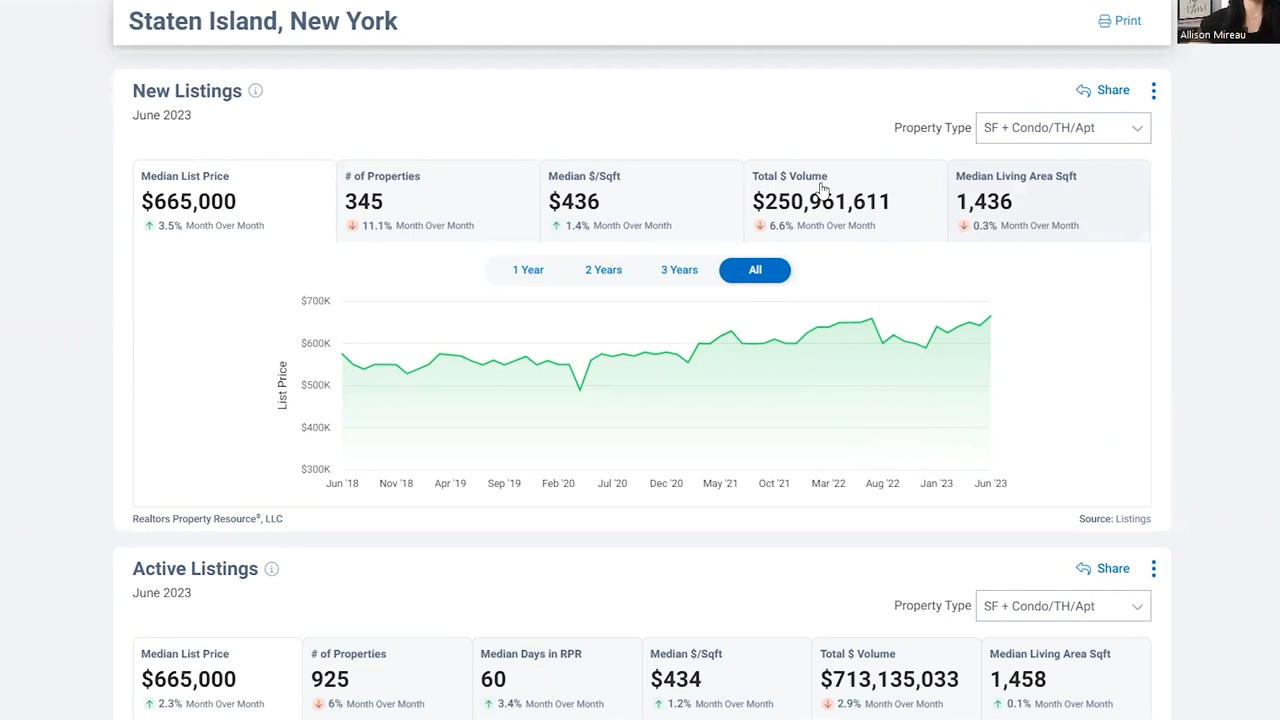 Staten Island, New York
Print
Allison Mireau
New Listings
June 2023
Share
Property Type SF + Condo/TH/Apt
Median List Price # of Properties Median $/Sqft Total $ Volume Median Living Area Sqft
$665,000 345 $436 $250,961,611 1,436
3.5% Month Over Month 11.1% Month Over Month 1.4% Month Over Month 6.6% Month Over Month 0.3% Month Over Month
1 Year 2 Years 3 Years All
$700K
$600K
$500K
$400K
$300K
List Price
Jun '18 Nov '18 Apr '19 Sep '19 Feb '20 Jul '20 Dec '20 May '21 Oct '21 Mar '22 Aug '22 Jan '23 Jun '23
Realtors Property Resource®, LLC Source: Listings
Active Listings
June 2023
Share
Property Type SF + Condo/TH/Apt
Median List Price # of Properties Median Days in RPR Median $/Sqft Total $ Volume Median Living Area Sqft
$665,000 925 60 $434 $713,135,033 1,458
2.3% Month Over Month 6% Month Over Month 3.4% Month Over Month 1.2% Month Over Month 2.9% Month Over Month 0.1% Month Over Month